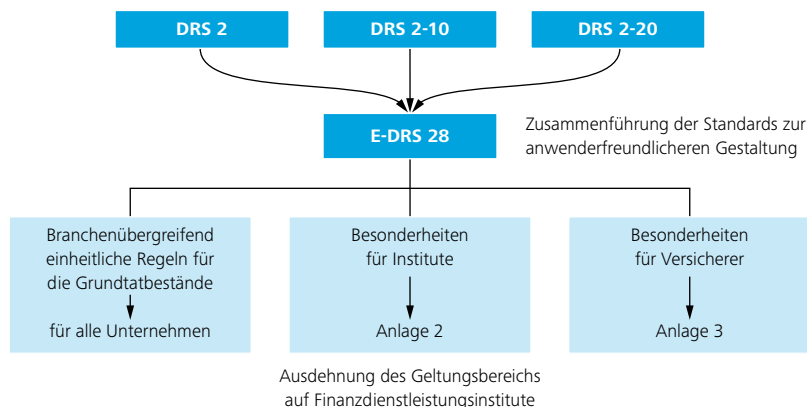 DRS 2
DRS 2-10
DRS 2-20
E-DRS 28
Zusammenführung der Standards zur
anwenderfreundlicheren Gestaltung
Branchenübergreifend
einheitliche Regeln für
die Grundtatbestände
für alle Unternehmen
Besonderheiten
für Institute
Anlage 2
Besonderheiten
für Versicherer
Anlage 3
Ausdehnung des Geltungsbereichs
auf Finanzdienstleistungsinstitute